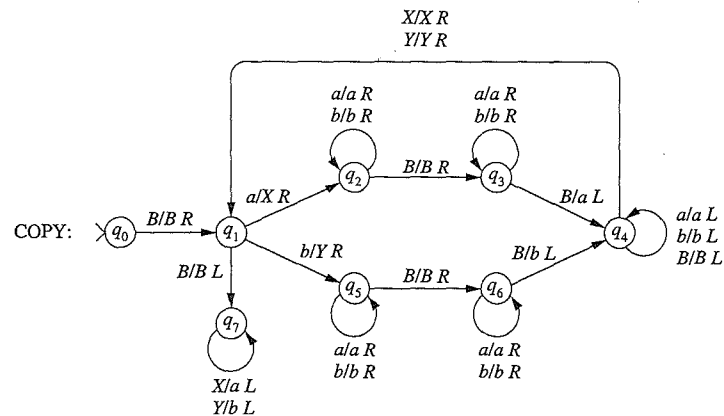 X/X R
Y/Y R
a/a R
b/b R
a/a R
b/b R
q2
B/B R
q3
a/X R
B/a L
COPY:
q0
B/B R
q1
q4
a/a L
b/b L
B/B L
b/Y R
B/b L
B/B L
q5
B/B R
q6
q7
a/a R
b/b R
a/a R
b/b R
X/a L
Y/b L